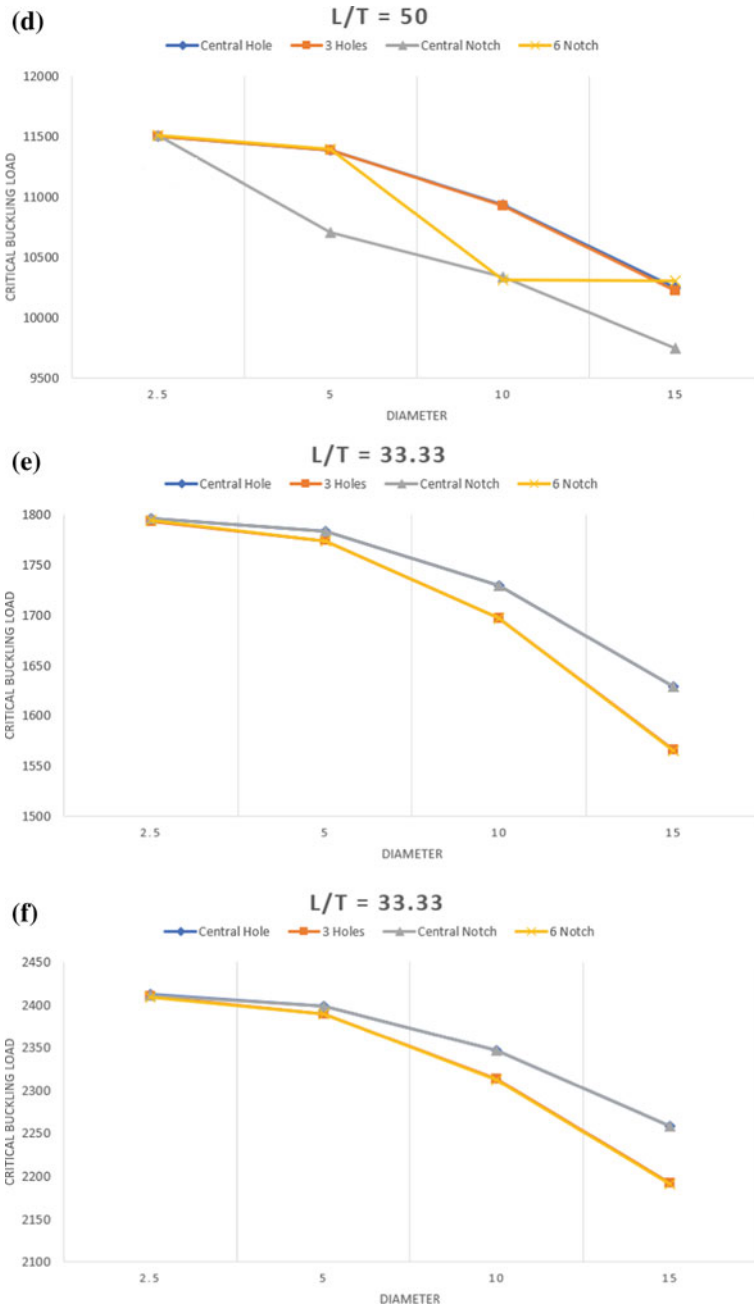 (d)
L/T = 50
Central Hole 3 Holes Central Notch 6 Notch
12000
11500
11000
10500
10000
9500
CRITICAL BUCKLING LOAD
2.5 5 10 15
DIAMETER
(e)
L/T = 33.33
Central Hole 3 Holes Central Notch 6 Notch
1800
1750
1700
1650
1600
1550
1500
CRITICAL BUCKLING LOAD
2.5 5 10 15
DIAMETER
(f)
L/T = 33.33
Central Hole 3 Holes Central Notch 6 Notch
2450
2400
2350
2300
2250
2200
2150
2100
CRITICAL BUCKLING LOAD
2.5 5 10 15
DIAMETER